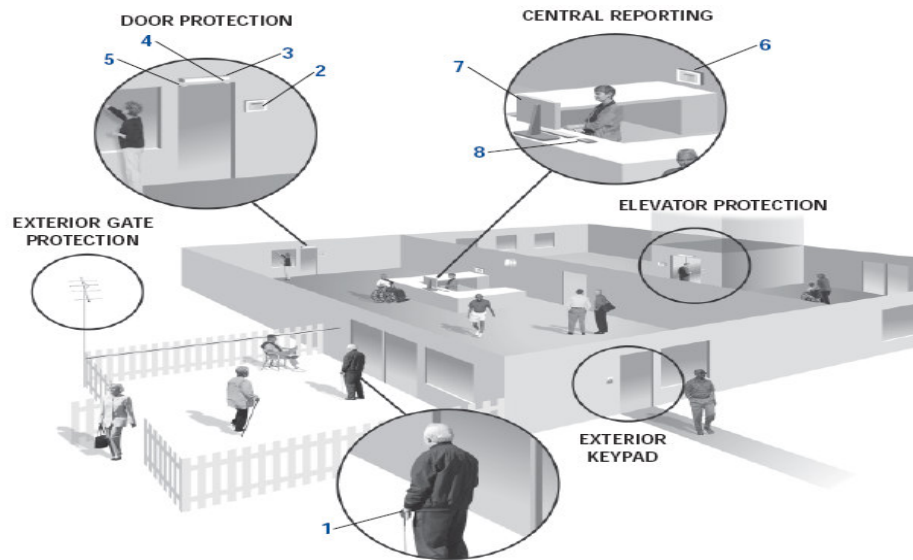 DOOR PROTECTION
CENTRAL REPORTING
4
3
5
2
6
7
8
ELEVATOR PROTECTION
EXTERIOR GATE
PROTECTION
EXTERIOR
KEYPAD
1